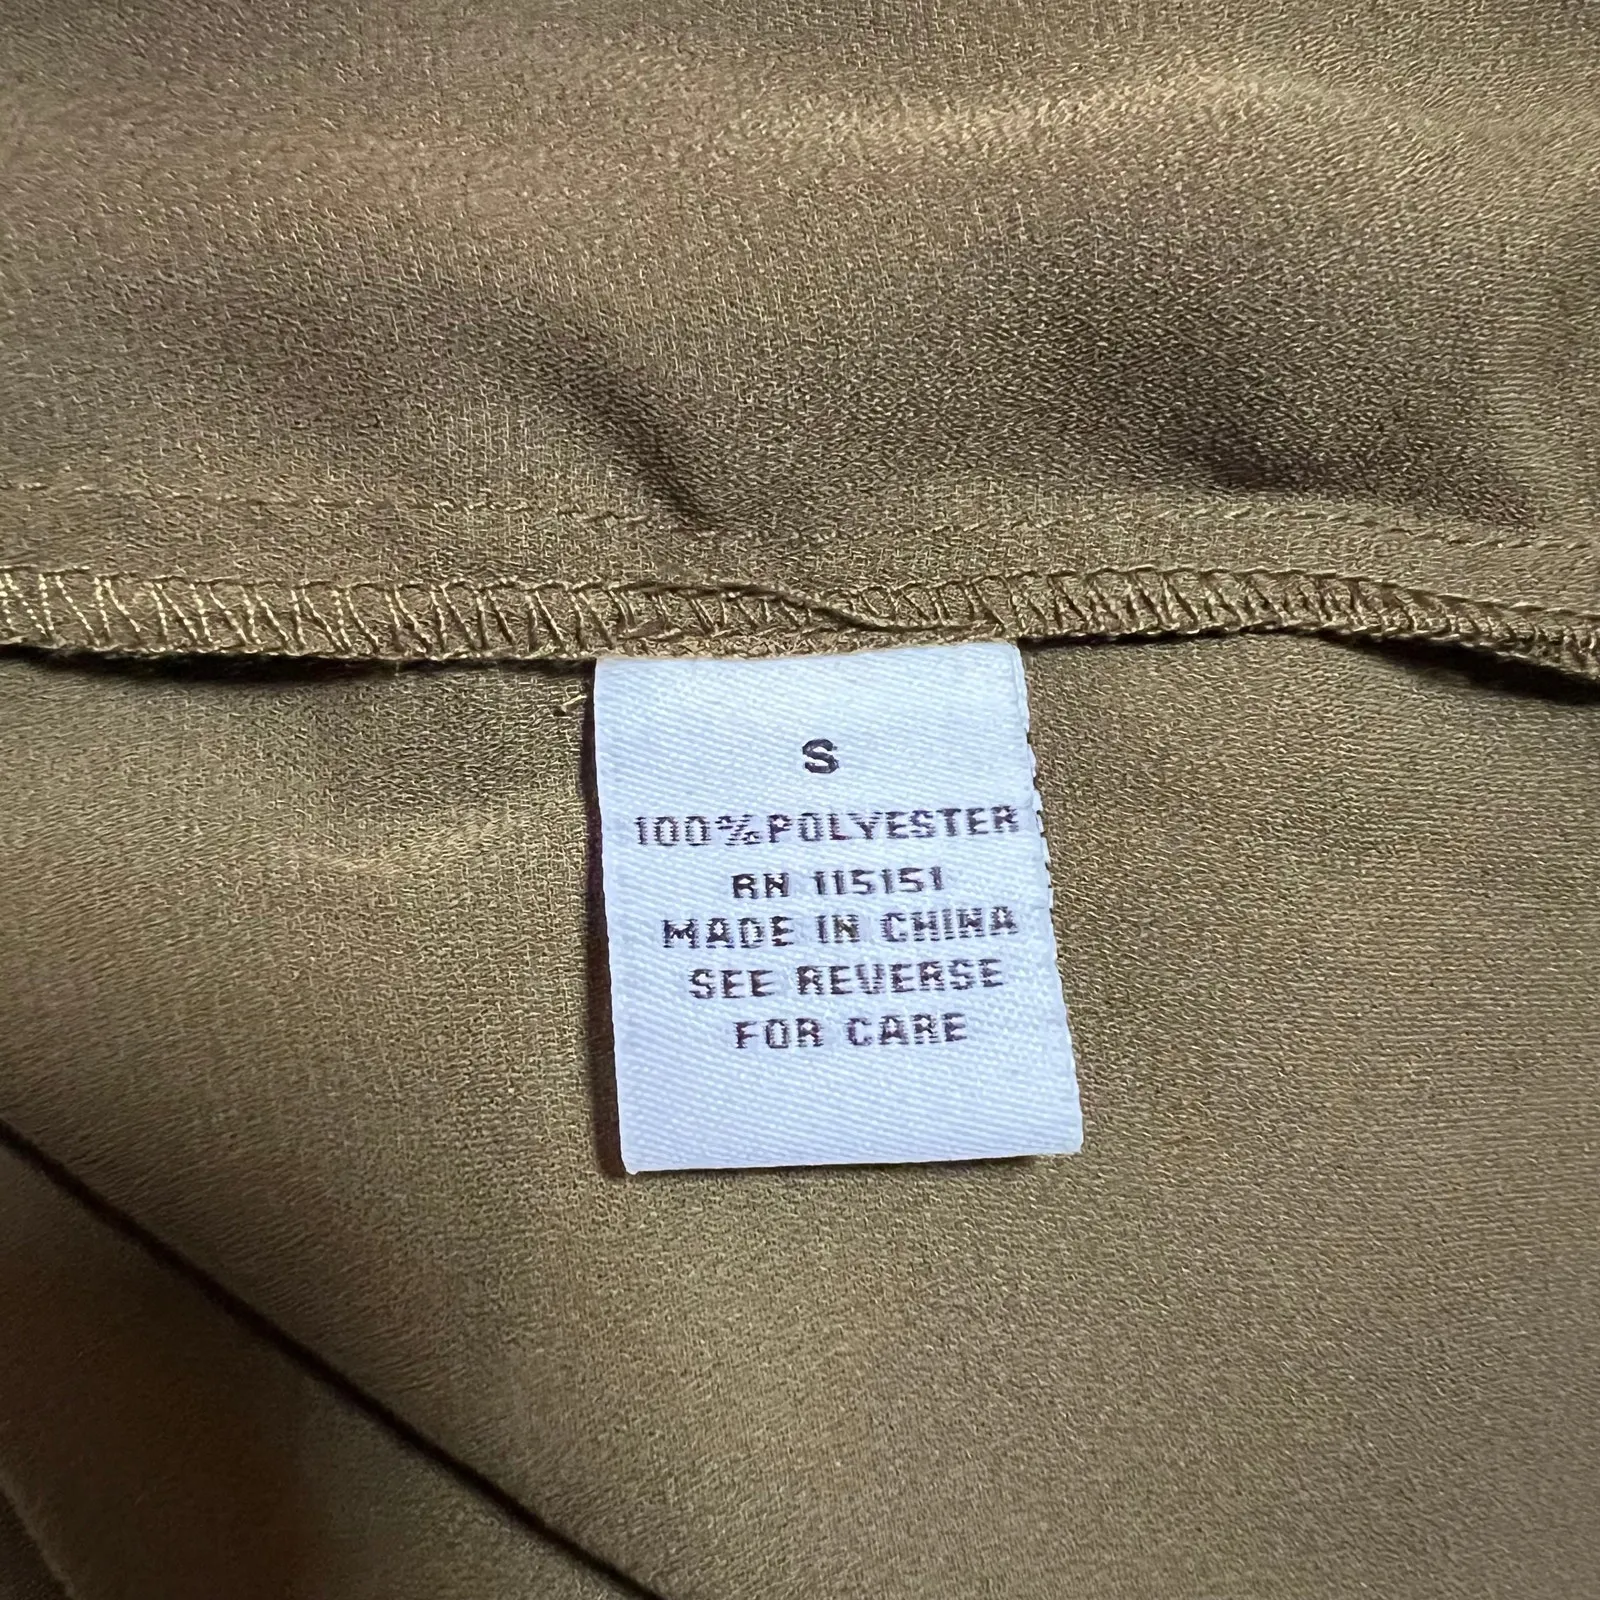 S
100% POLYESTER
RN 115151
MADE IN CHINA
SEE REVERSE
FOR CARE